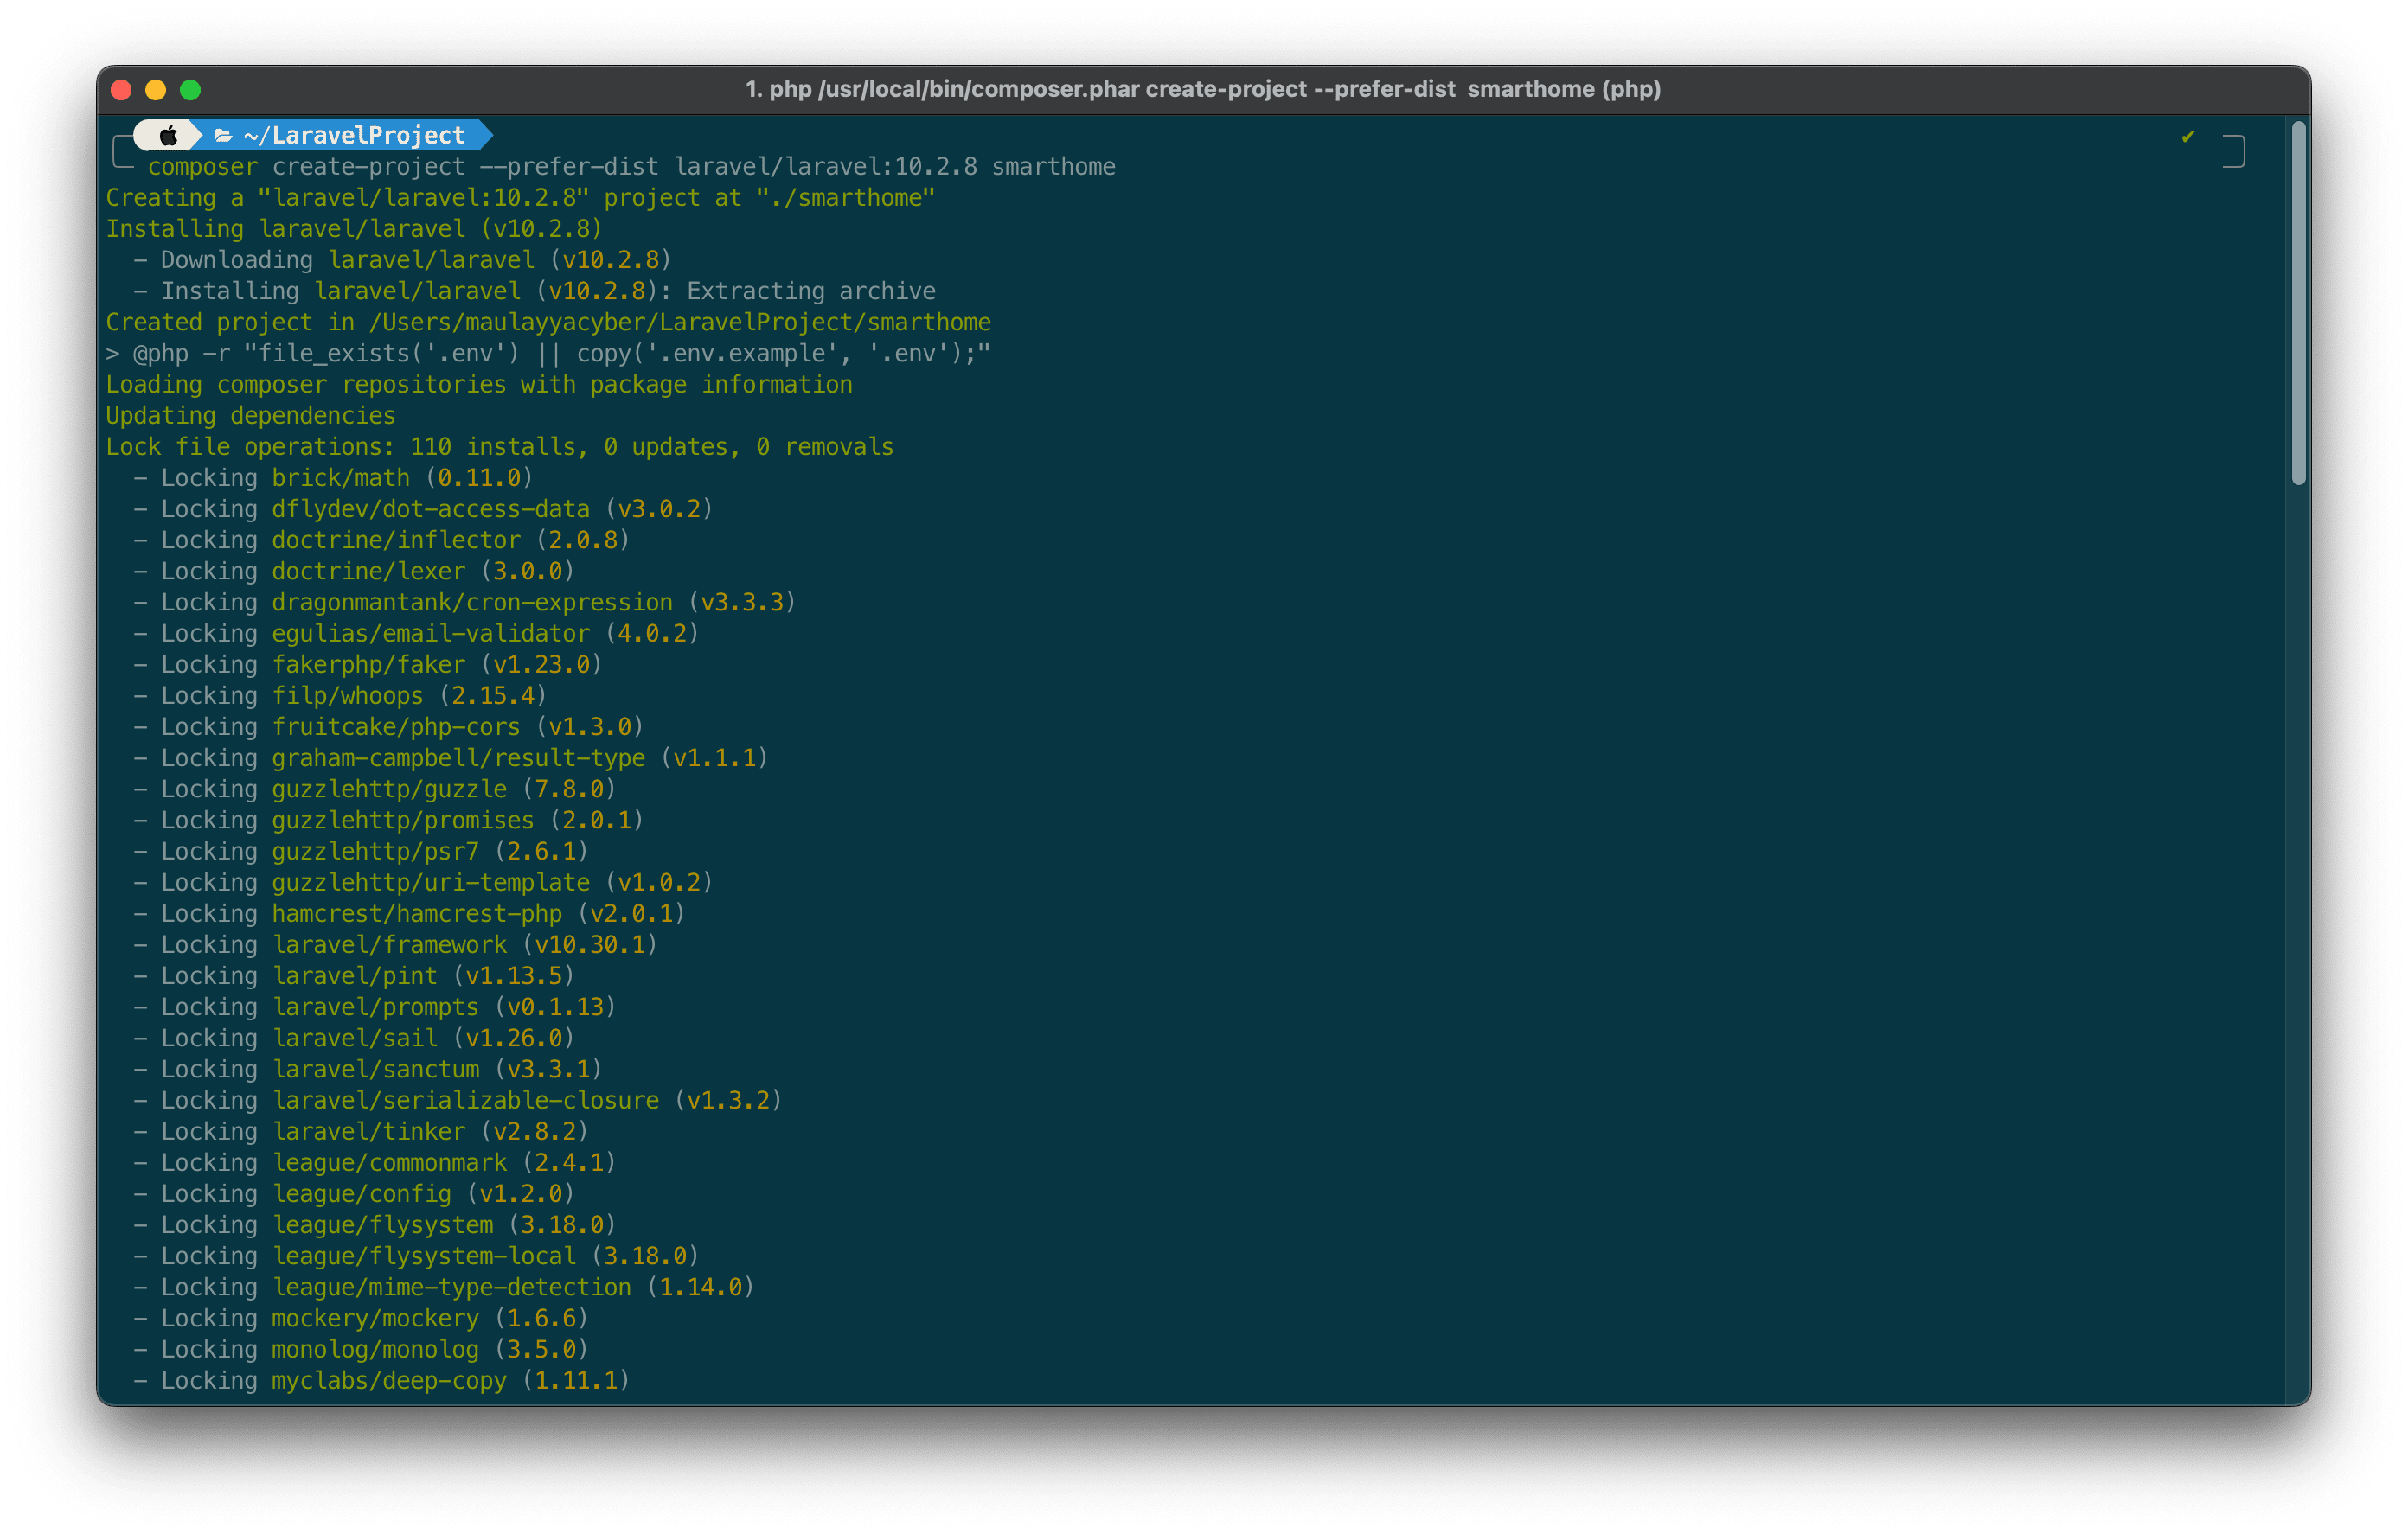 1. php /usr/local/bin/composer.phar create-project --prefer-dist  smarthome (php)
~/LaravelProject ✔
composer create-project --prefer-dist laravel/laravel:10.2.8 smarthome
Creating a "laravel/laravel:10.2.8" project at "./smarthome"
Installing laravel/laravel (v10.2.8)
  - Downloading laravel/laravel (v10.2.8)
  - Installing laravel/laravel (v10.2.8): Extracting archive
Created project in /Users/maulayyacyber/LaravelProject/smarthome
> @php -r "file_exists('.env') || copy('.env.example', '.env');"
Loading composer repositories with package information
Updating dependencies
Lock file operations: 110 installs, 0 updates, 0 removals
  - Locking brick/math (0.11.0)
  - Locking dflydev/dot-access-data (v3.0.2)
  - Locking doctrine/inflector (2.0.8)
  - Locking doctrine/lexer (3.0.0)
  - Locking dragonmantank/cron-expression (v3.3.3)
  - Locking egulias/email-validator (4.0.2)
  - Locking fakerphp/faker (v1.23.0)
  - Locking filp/whoops (2.15.4)
  - Locking fruitcake/php-cors (v1.3.0)
  - Locking graham-campbell/result-type (v1.1.1)
  - Locking guzzlehttp/guzzle (7.8.0)
  - Locking guzzlehttp/promises (2.0.1)
  - Locking guzzlehttp/psr7 (2.6.1)
  - Locking guzzlehttp/uri-template (v1.0.2)
  - Locking hamcrest/hamcrest-php (v2.0.1)
  - Locking laravel/framework (v10.30.1)
  - Locking laravel/pint (v1.13.5)
  - Locking laravel/prompts (v0.1.13)
  - Locking laravel/sail (v1.26.0)
  - Locking laravel/sanctum (v3.3.1)
  - Locking laravel/serializable-closure (v1.3.2)
  - Locking laravel/tinker (v2.8.2)
  - Locking league/commonmark (2.4.1)
  - Locking league/config (v1.2.0)
  - Locking league/flysystem (3.18.0)
  - Locking league/flysystem-local (3.18.0)
  - Locking league/mime-type-detection (1.14.0)
  - Locking mockery/mockery (1.6.6)
  - Locking monolog/monolog (3.5.0)
  - Locking myclabs/deep-copy (1.11.1)